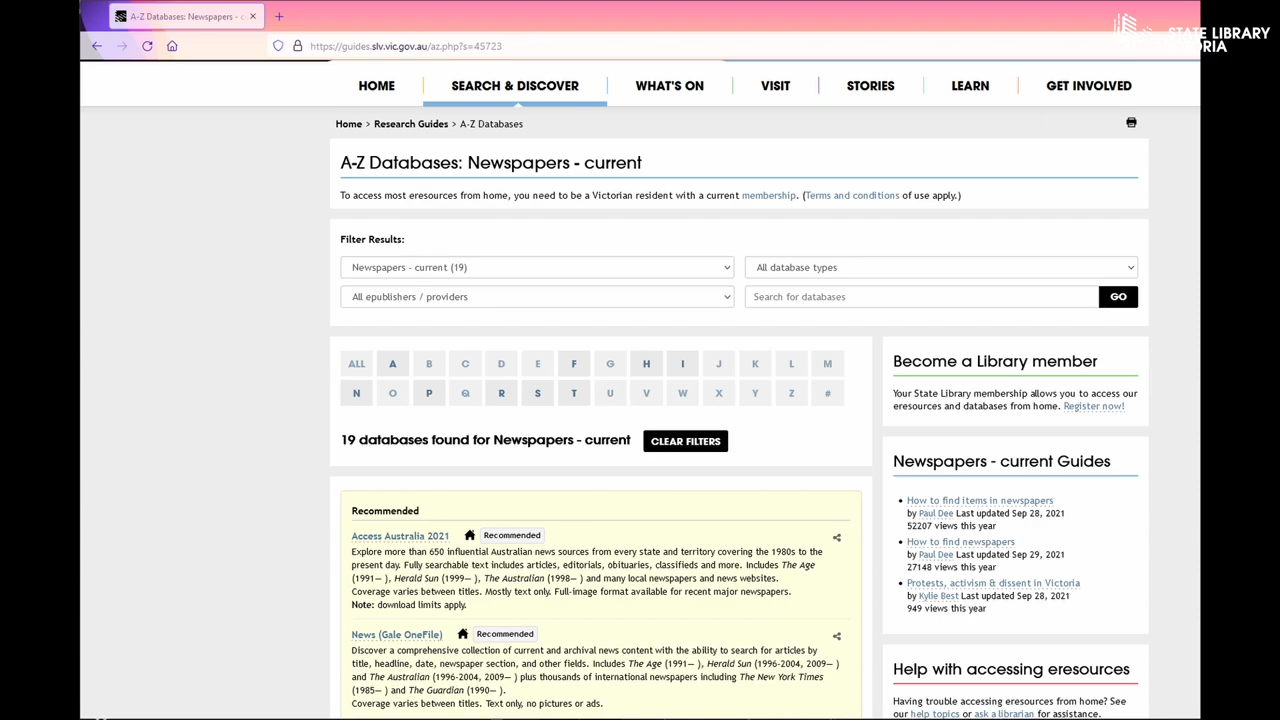 A-Z Databases: Newspapers - c
https://guides.slv.vic.gov.au/az.php?s=45723
STATE LIBRARY
VICTORIA
HOME
SEARCH & DISCOVER
WHAT'S ON
VISIT
STORIES
LEARN
GET INVOLVED
Home > Research Guides > A-Z Databases
A-Z Databases: Newspapers - current
To access most eresources from home, you need to be a Victorian resident with a current membership. (Terms and conditions of use apply.)
Filter Results:
Newspapers - current (19)
All database types
All epublishers / providers
Search for databases
GO
ALL A B C D E F G H I J K L M
N O P Q R S T U V W X Y Z #
19 databases found for Newspapers - current
CLEAR FILTERS
Recommended
Access Australia 2021 Recommended
Explore more than 650 influential Australian news sources from every state and territory covering the 1980s to the
present day. Fully searchable text includes articles, editorials, obituaries, classifieds and more. Includes The Age
(1991– ), Herald Sun (1999– ), The Australian (1998– ) and many local newspapers and news websites.
Coverage varies between titles. Mostly text only. Full-image format available for recent major newspapers.
Note: download limits apply.
News (Gale OneFile) Recommended
Discover a comprehensive collection of current and archival news content with the ability to search for articles by
title, headline, date, newspaper section, and other fields. Includes The Age (1991– ), Herald Sun (1996-2004, 2009– )
and The Australian (1996-2004, 2009– ) plus thousands of international newspapers including The New York Times
(1985– ) and The Guardian (1990– ).
Coverage varies between titles. Text only, no pictures or ads.
Become a Library member
Your State Library membership allows you to access our
eresources and databases from home. Register now!
Newspapers - current Guides
How to find items in newspapers
by Paul Dee Last updated Sep 28, 2021
52207 views this year
How to find newspapers
by Paul Dee Last updated Sep 29, 2021
27148 views this year
Protests, activism & dissent in Victoria
by Kylie Best Last updated Sep 28, 2021
949 views this year
Help with accessing eresources
Having trouble accessing eresources from home? See
our help topics or ask a librarian for assistance.